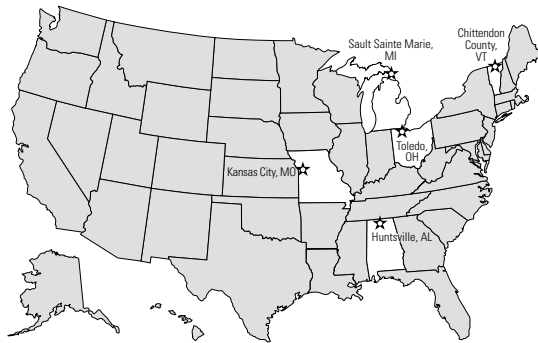 Sault Sainte Marie,
MI
Chittendon
County,
VT
Toledo,
OH
Kansas City, MO
Huntsville, AL